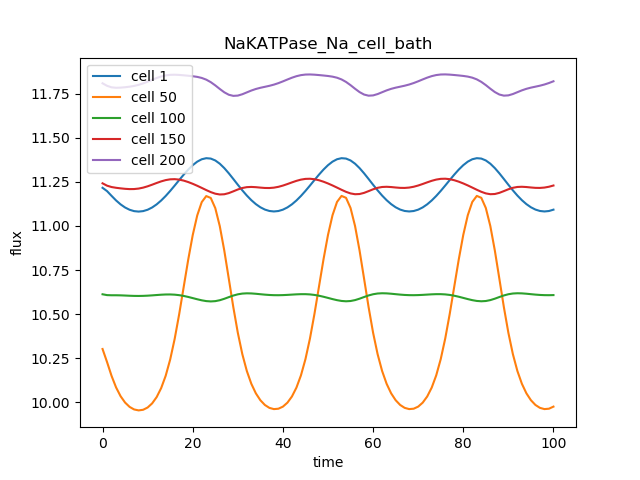 NaKATPase_Na_cell_bath
cell 1
cell 50
cell 100
cell 150
cell 200
flux
11.75
11.50
11.25
11.00
10.75
10.50
10.25
10.00
0 20 40 60 80 100
time